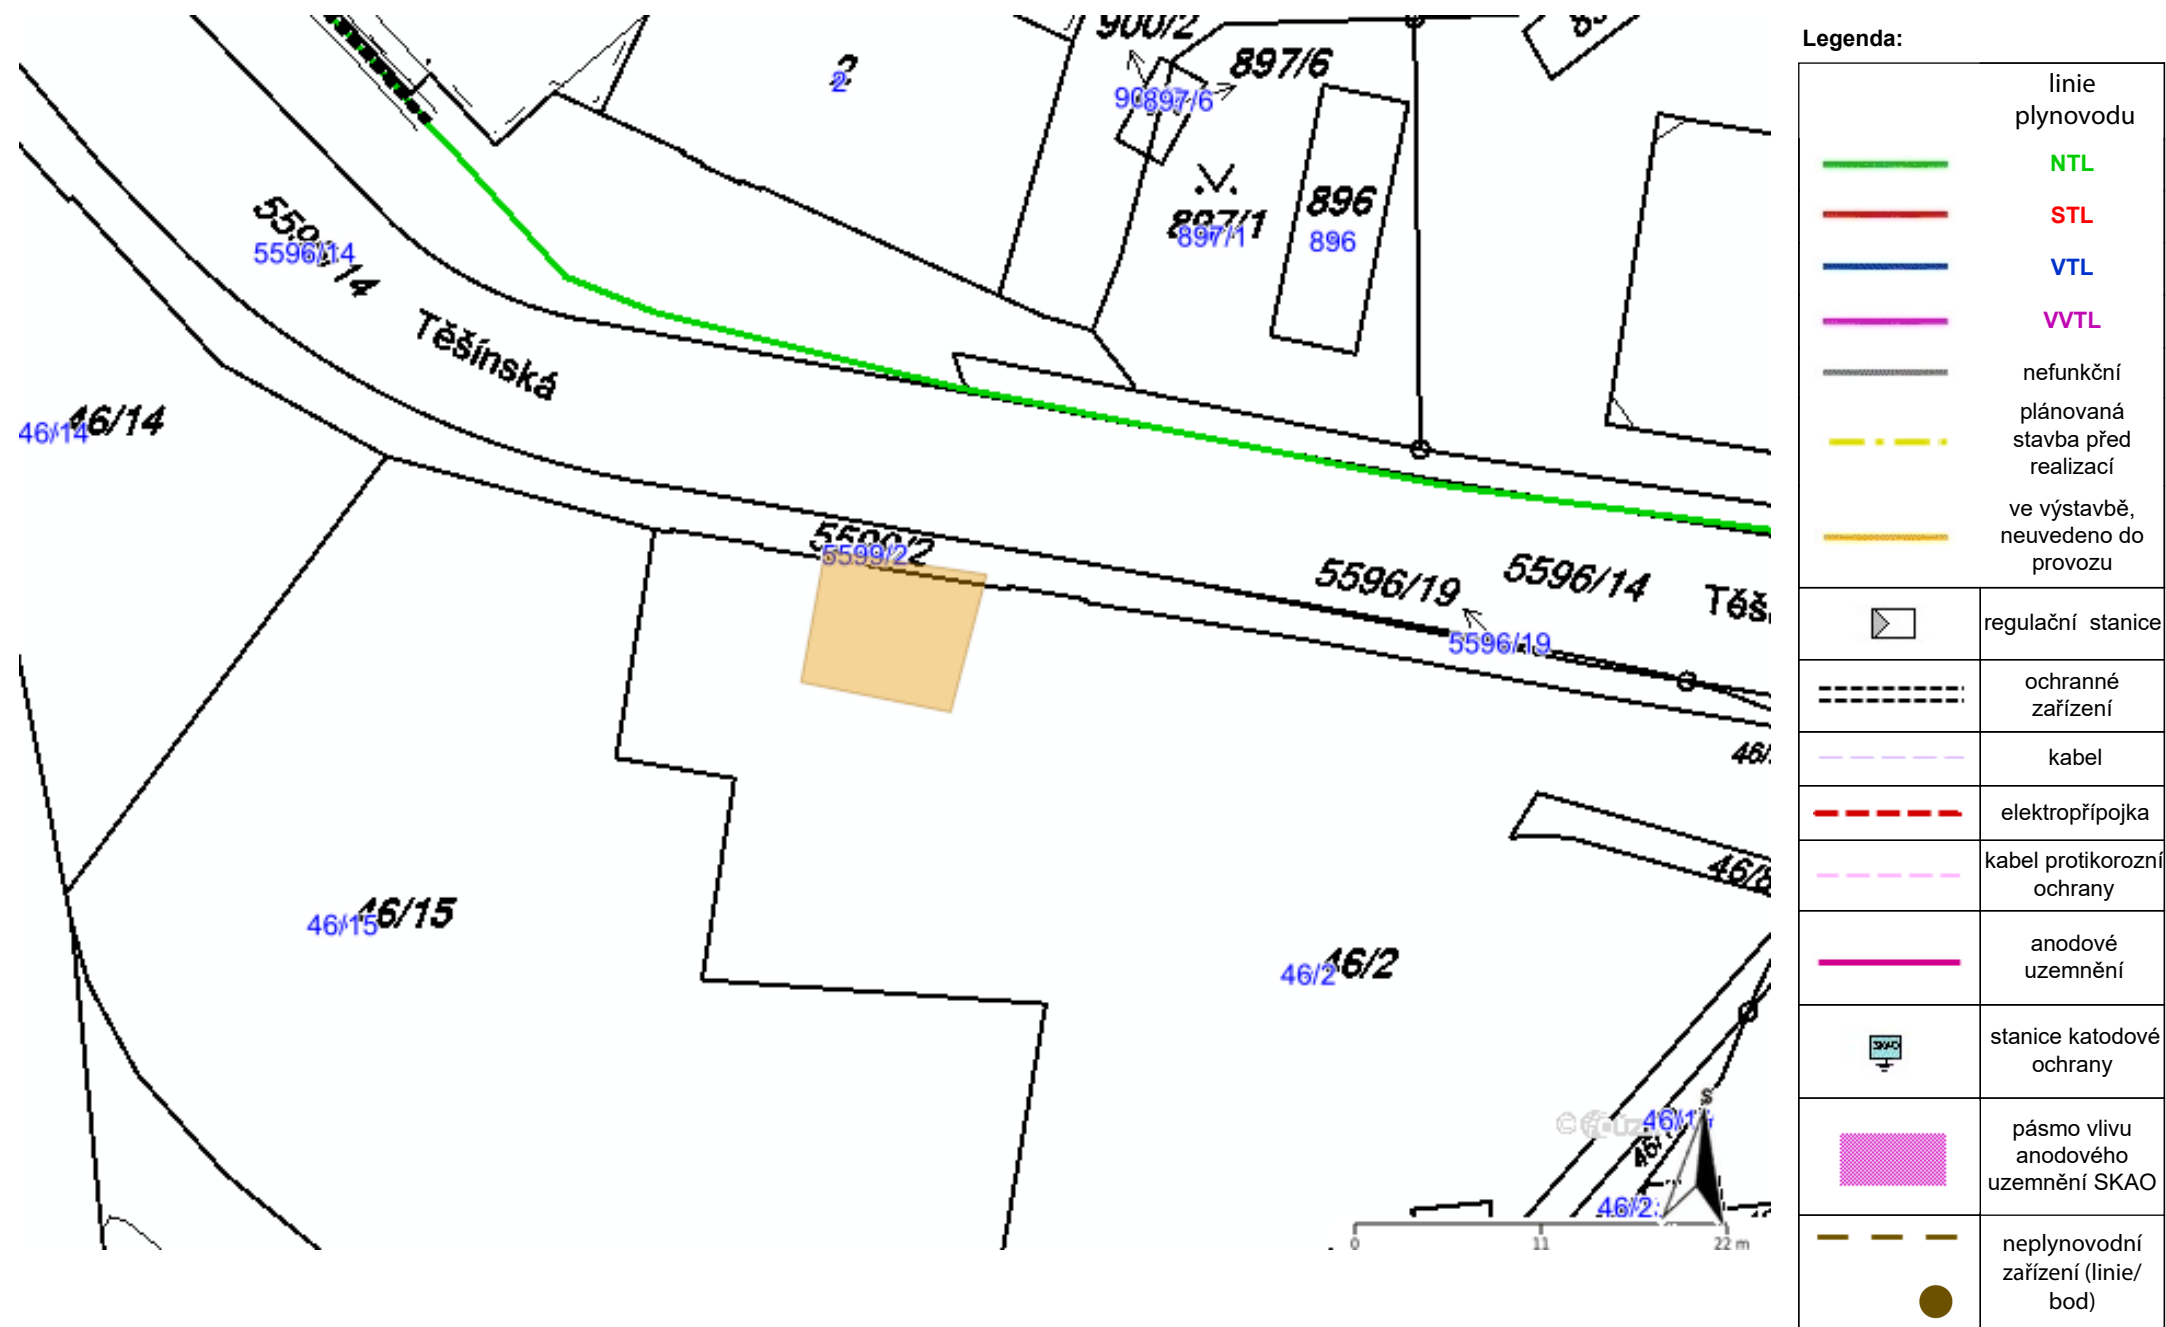 900/2
897/6
2
2
897/6
896
897/1
897/1
896
5596/14
5596/14
Těšínská
46/14
46/14
5599/2
5599/2
5596/19
5596/14
5596/19
46/15
46/15
46/2
46/2
S
0
11
22 m
Legenda:
linie
plynovodu
NTL
STL
VTL
VVTL
nefunkční
plánovaná
stavba před
realizací
ve výstavbě,
neuvedeno do
provozu
regulační stanice
ochranné
zařízení
kabel
elektropřípojka
kabel protikorozní
ochrany
anodové
uzemnění
SKAO
stanice katodové
ochrany
pásmo vlivu
anodového
uzemnění SKAO
neplynovodní
zařízení (linie/
bod)